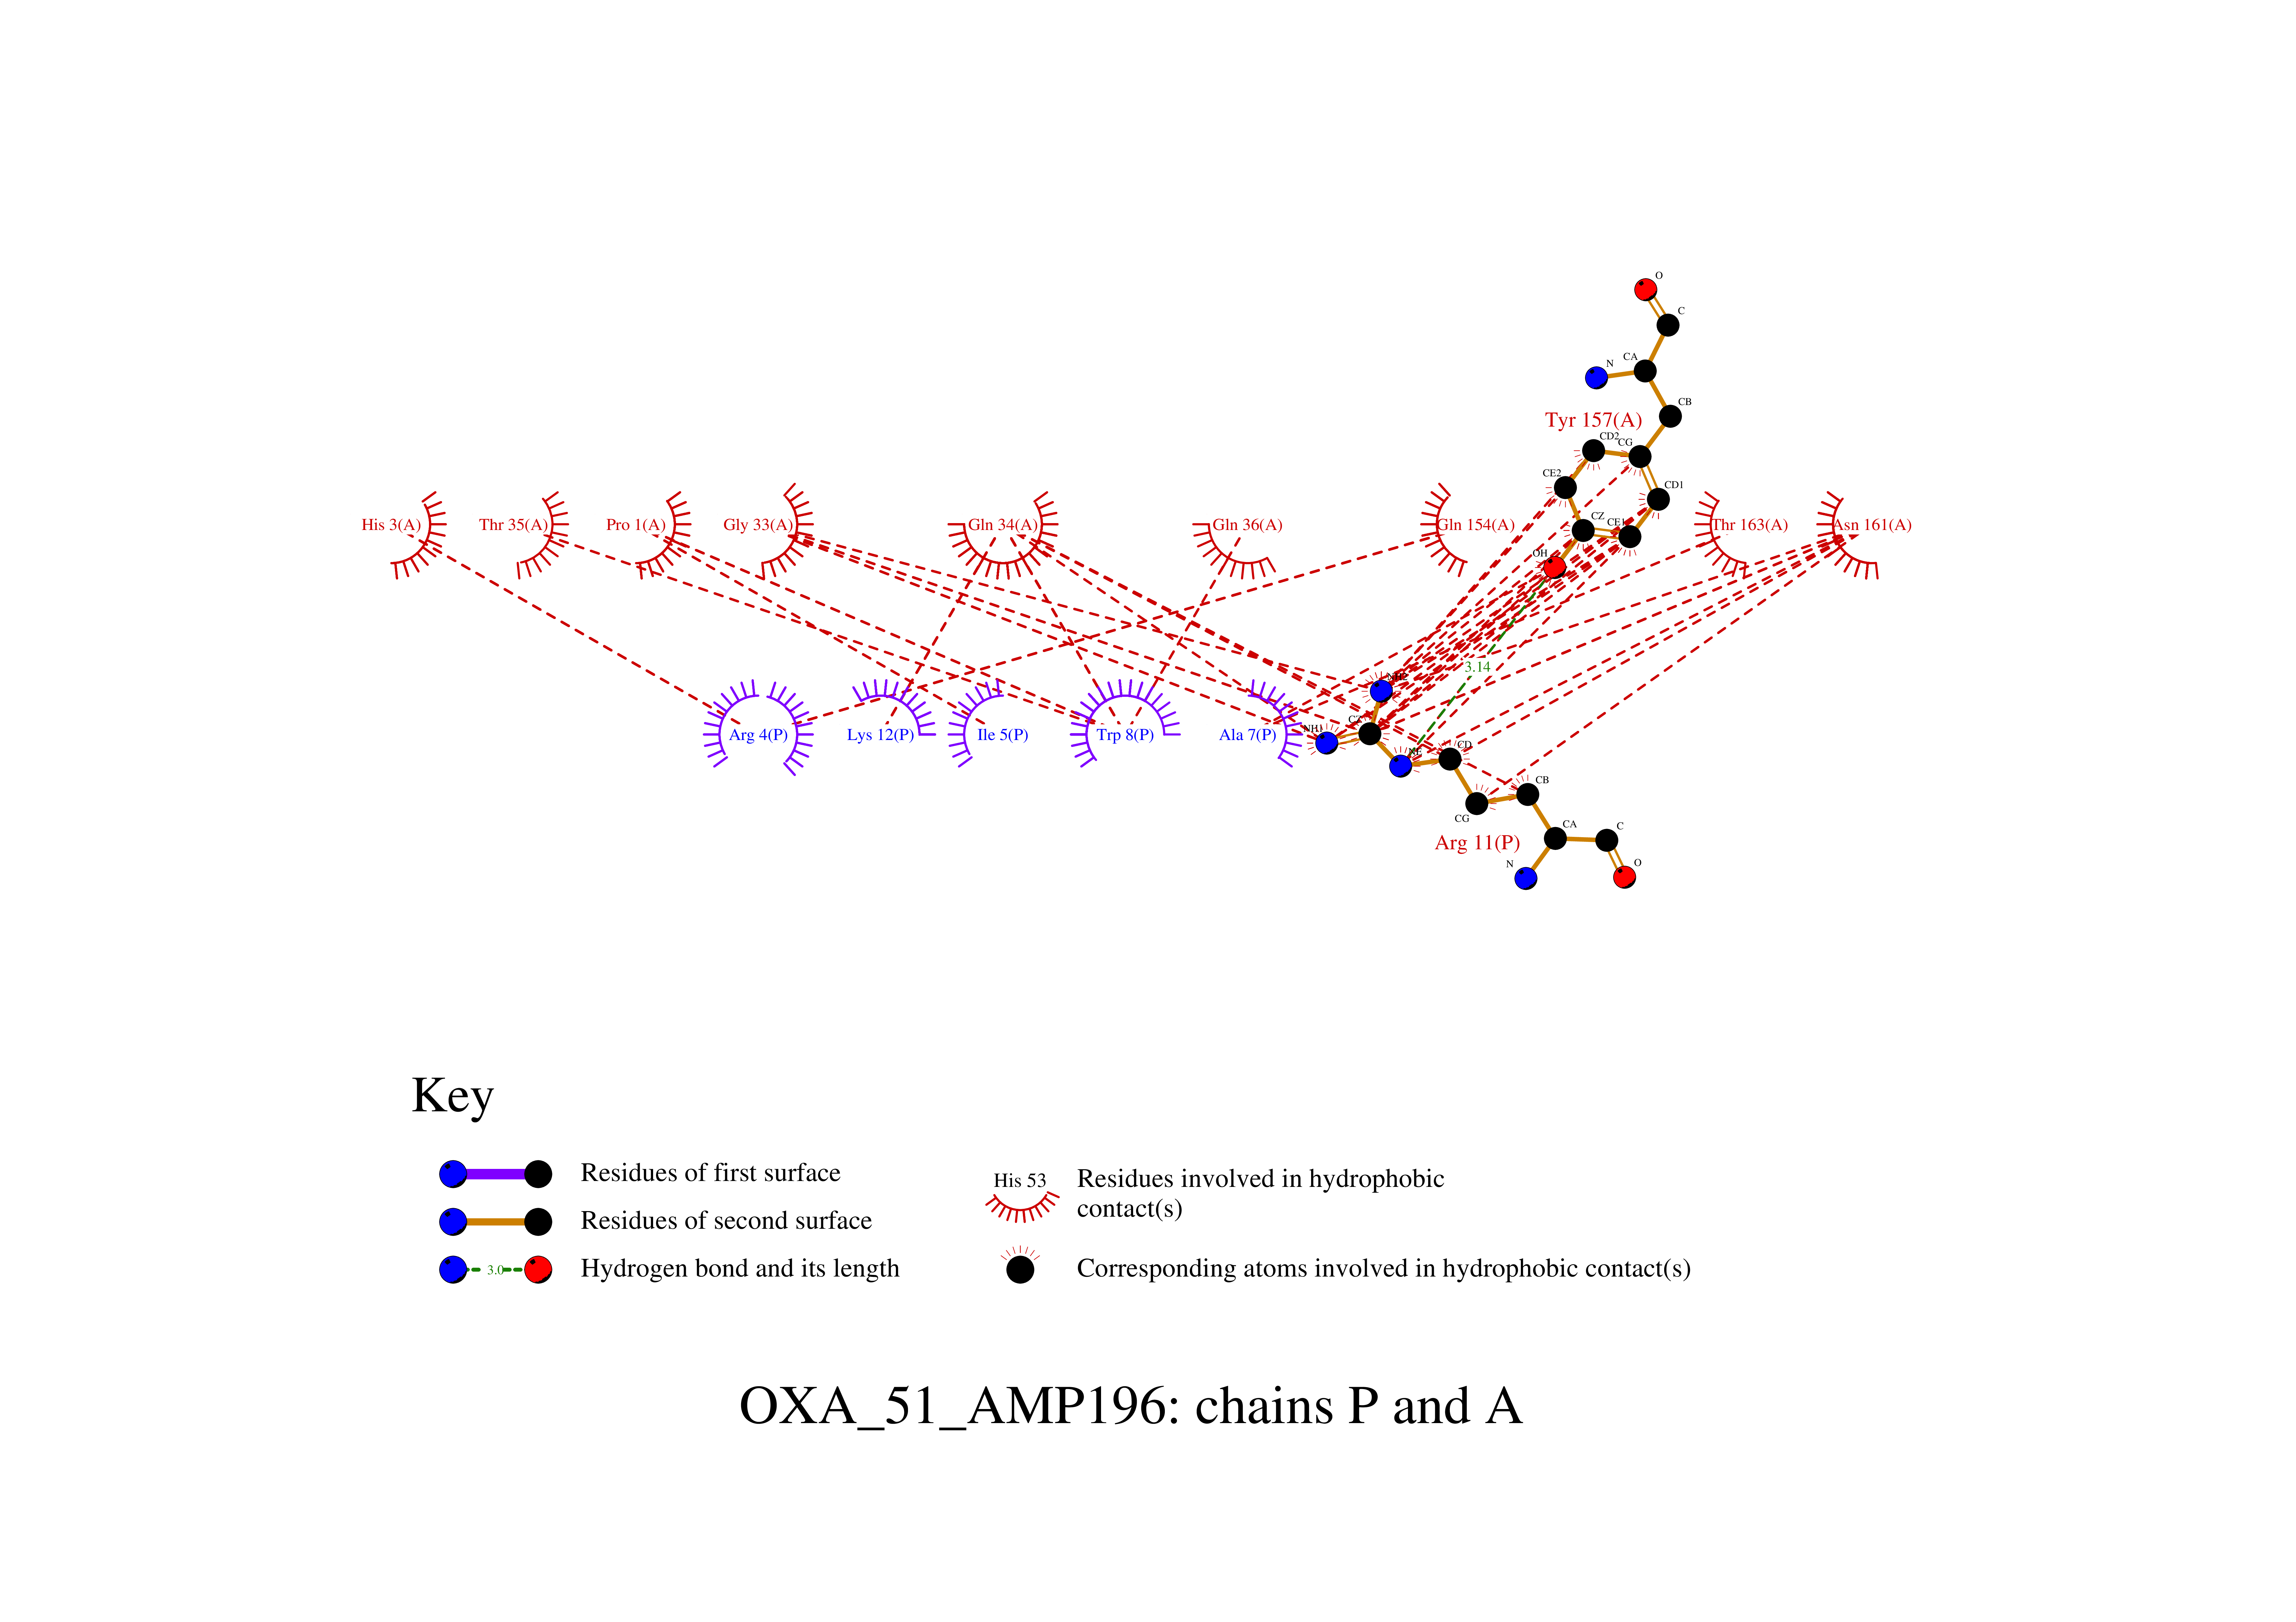 O
C
CA
N
CB
Tyr 157(A)
CD2
CG
CE2
CD1
CZ
CE1
OH
His 3(A)
Thr 35(A)
Pro 1(A)
Gly 33(A)
Gln 34(A)
Gln 36(A)
Gln 154(A)
Thr 163(A)
Asn 161(A)
3.14
NH2
CZ
NH1
NE
CD
Arg 4(P)
Lys 12(P)
Ile 5(P)
Trp 8(P)
Ala 7(P)
CB
CG
CA
C
Arg 11(P)
N
O
Key
Residues of first surface
Residues of second surface
3.0
Hydrogen bond and its length
His 53
Residues involved in hydrophobic
contact(s)
Corresponding atoms involved in hydrophobic contact(s)
OXA_51_AMP196: chains P and A